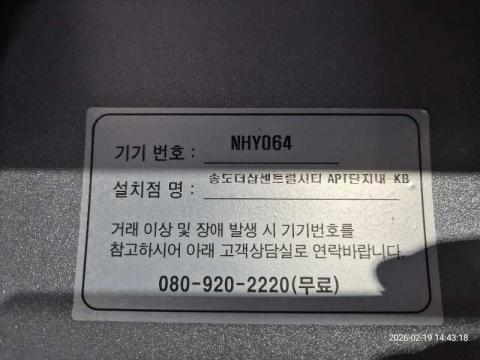 기기 번호 : NHY064
설치점 명 : 송도더샵센트럴시티 APT단지내-KB
거래 이상 및 장애 발생 시 기기번호를
참고하시어 아래 고객상담실로 연락바랍니다.
080-920-2220(무료)
2026-02-19 14:43:18